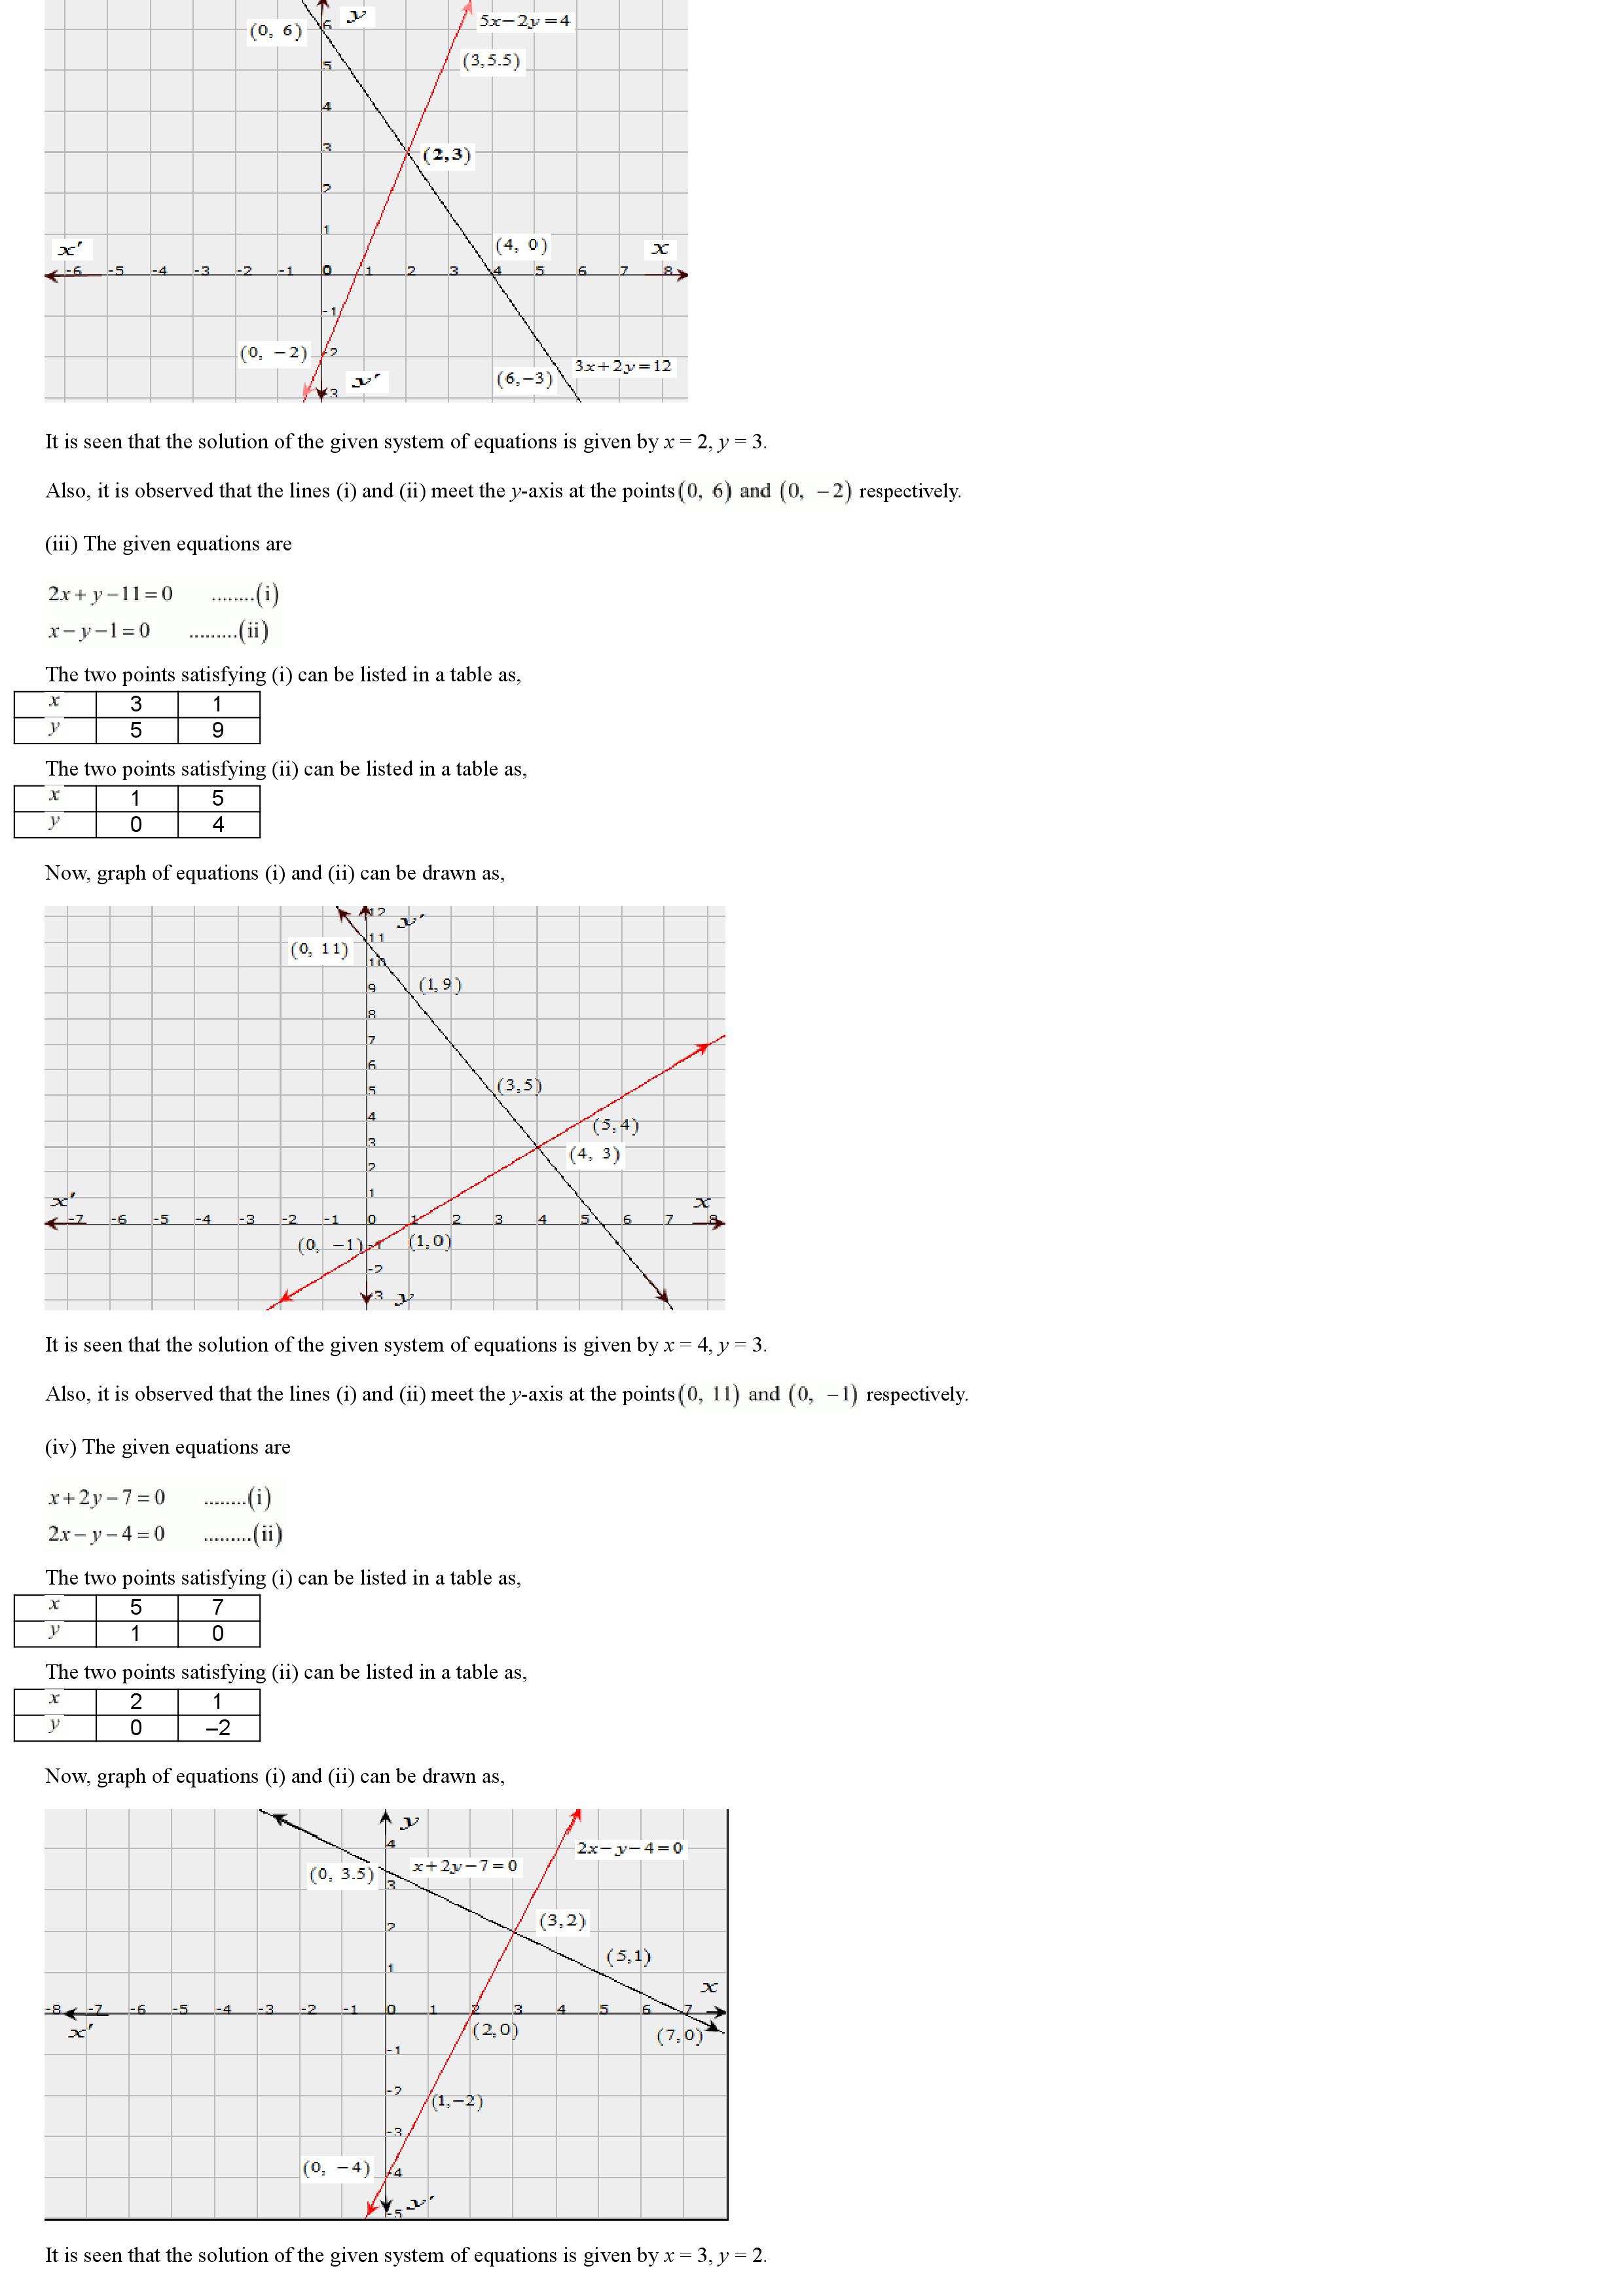 (0, 6)
y
5x−2y=4
6
(3,5.5)
5
4
3
(2,3)
2
1
(4, 0)
x′
x
-6 -5 -4 -3 -2 -1 0 1 2 3 4 5 6 7 8
-1
(0, −2)
-2
3x+2y=12
(6,−3)
y′
3
It is seen that the solution of the given system of equations is given by x = 2, y = 3.
Also, it is observed that the lines (i) and (ii) meet the y-axis at the points (0, 6) and (0, −2) respectively.
(iii) The given equations are
2x+y−11=0 ........(i)
x−y−1=0 .........(ii)
The two points satisfying (i) can be listed in a table as,
x 3 1
y 5 9
The two points satisfying (ii) can be listed in a table as,
x 1 5
y 0 4
Now, graph of equations (i) and (ii) can be drawn as,
12
y′
11
(0, 11)
10
(1,9)
9
8
7
6
(3,5)
5
4
(5,4)
3
(4, 3)
2
1
x′
x
-7 -6 -5 -4 -3 -2 -1 0 1 2 3 4 5 6 7 8
(0, −1)
-1
(1,0)
-2
3
y
It is seen that the solution of the given system of equations is given by x = 4, y = 3.
Also, it is observed that the lines (i) and (ii) meet the y-axis at the points (0, 11) and (0, −1) respectively.
(iv) The given equations are
x+2y−7=0 ........(i)
2x−y−4=0 .........(ii)
The two points satisfying (i) can be listed in a table as,
x 5 7
y 1 0
The two points satisfying (ii) can be listed in a table as,
x 2 1
y 0 –2
Now, graph of equations (i) and (ii) can be drawn as,
y
4
2x−y−4=0
(0, 3.5)
x+2y−7=0
3
2
(3,2)
(5,1)
1
x
-8 -7 -6 -5 -4 -3 -2 -1 0 1 2 3 4 5 6 7
x′
(2,0)
(7,0)
-1
-2
(1,−2)
-3
(0, −4)
-4
y′
-5
It is seen that the solution of the given system of equations is given by x = 3, y = 2.